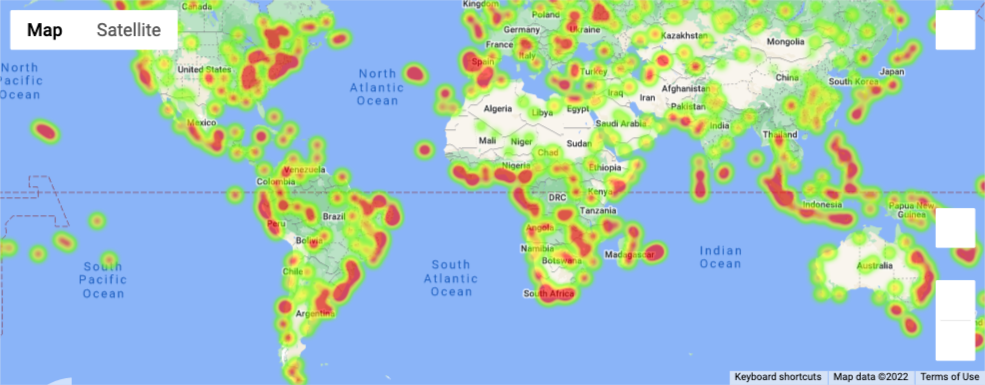 Map
Satellite
Canada
United States
Mexico
North
Pacific
Ocean
North
Atlantic
Ocean
Kingdom
Poland
Germany
Ukraine
France
Italy
Spain
Turkey
Kazakhstan
Mongolia
Afghanistan
China
South Korea
Japan
Iraq
Iran
Pakistan
Algeria
Libya
Egypt
Saudi Arabia
India
Thailand
Mali
Niger
Sudan
Chad
Nigeria
Ethiopia
Venezuela
Colombia
DRC
Kenya
Tanzania
Indonesia
Papua New
Guinea
Brazil
Peru
Bolivia
Angola
Namibia
Botswana
Madagascar
Indian
Ocean
South
Pacific
Ocean
Chile
South
Atlantic
Ocean
Australia
South Africa
Argentina
Keyboard shortcuts
Map data ©2022
Terms of Use